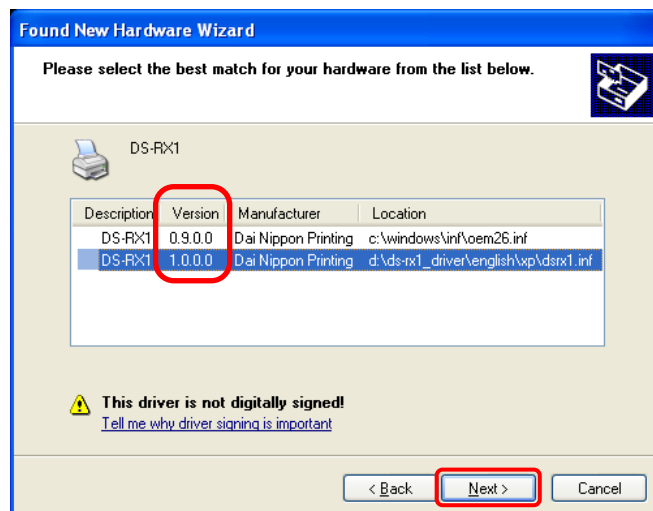 Found New Hardware Wizard
Please select the best match for your hardware from the list below.
DS-RX1
Description Version Manufacturer Location
DS-RX1 0.9.0.0 Dai Nippon Printing c:\windows\inf\oem26.inf
DS-RX1 1.0.0.0 Dai Nippon Printing d:\ds-rx1_driver\english\xp\dsrx1.inf
This driver is not digitally signed!
Tell me why driver signing is important
< Back Next > Cancel